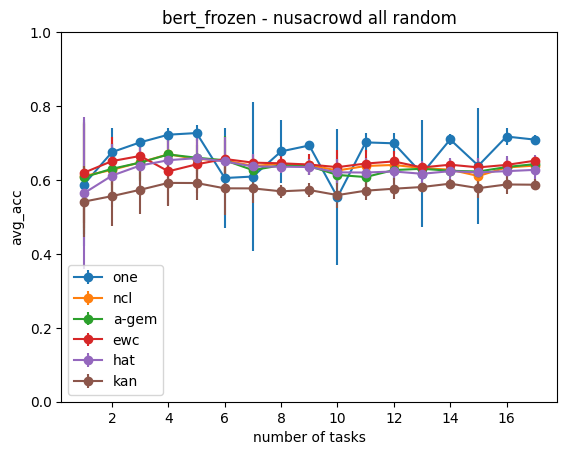 bert_frozen - nusacrowd all random
1.0
0.8
0.6
0.4
0.2
0.0
avg_acc
one
ncl
a-gem
ewc
hat
kan
2 4 6 8 10 12 14 16
number of tasks